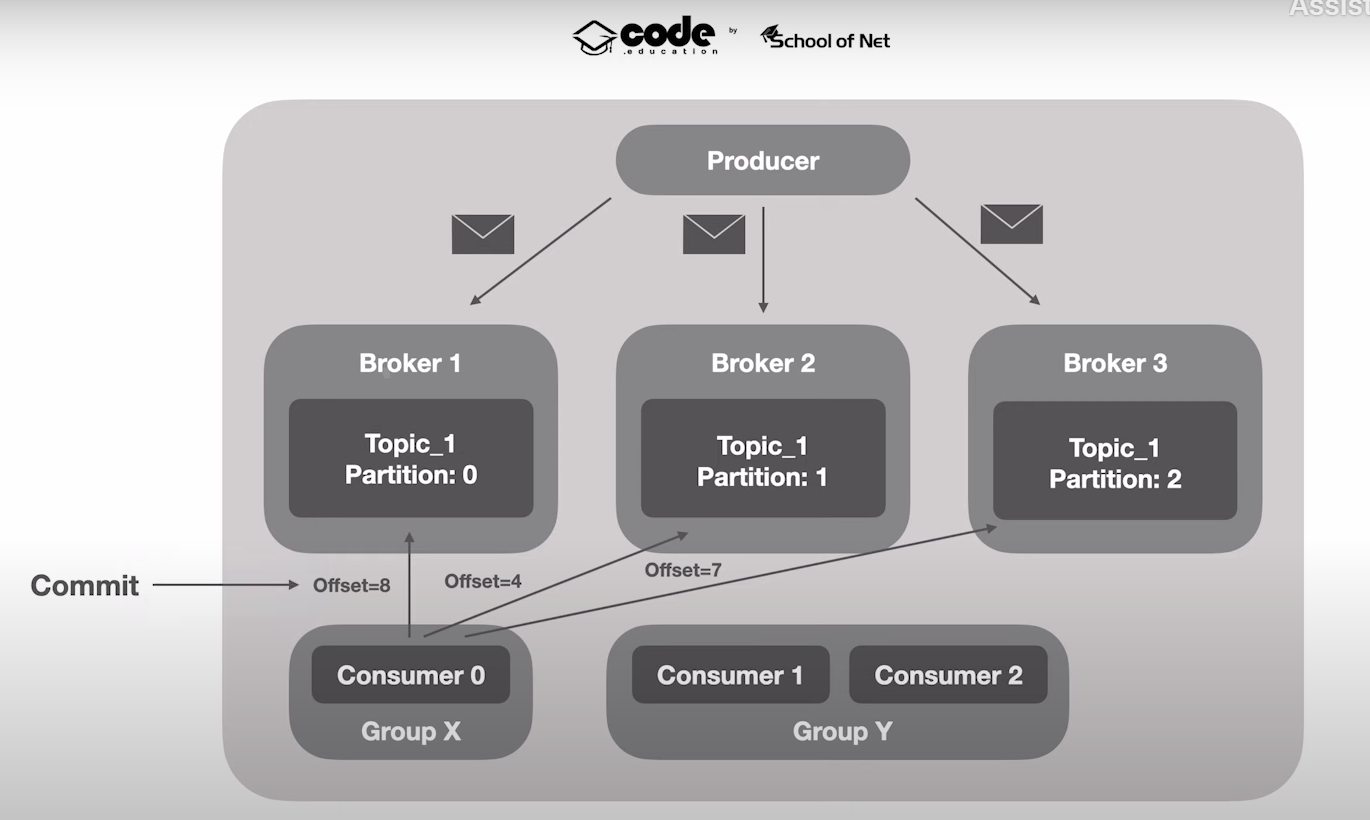 Assist
code
.education
by
School of Net
Producer
Broker 1
Broker 2
Broker 3
Topic_1
Partition: 0
Topic_1
Partition: 1
Topic_1
Partition: 2
Commit
Offset=8
Offset=4
Offset=7
Consumer 0
Group X
Consumer 1
Consumer 2
Group Y